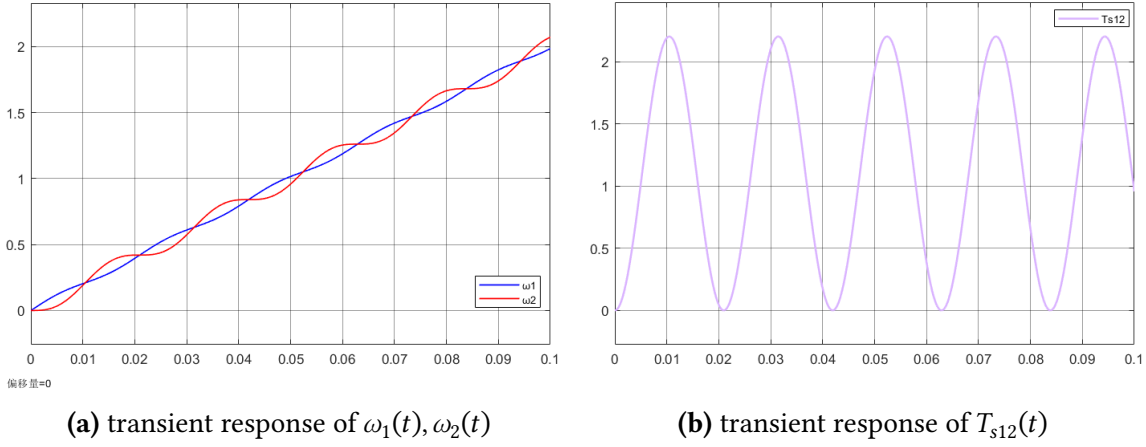 2
1.5
1
0.5
0
0 0.01 0.02 0.03 0.04 0.05 0.06 0.07 0.08 0.09 0.1
ω1
ω2
偏移量=0
(a) transient response of ω₁(t), ω₂(t)
Ts12
2
1.5
1
0.5
0
0 0.01 0.02 0.03 0.04 0.05 0.06 0.07 0.08 0.09 0.1
(b) transient response of Tₛ₁₂(t)